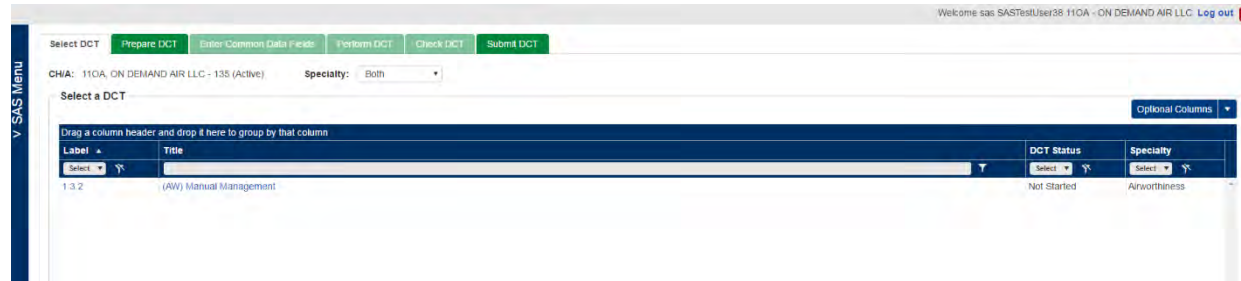 Welcome sas SASTestUser38 11OA - ON DEMAND AIR LLC Log out
Select DCT Prepare DCT Enter Common Data Fields Perform DCT Check DCT Submit DCT
> SAS Menu
CH/A: 11OA, ON DEMAND AIR LLC - 135 (Active) Specialty: Both
Select a DCT
Optional Columns
Drag a column header and drop it here to group by that column
Label Title DCT Status Specialty
Select Select Select
1.3.2 (AW) Manual Management Not Started Airworthiness